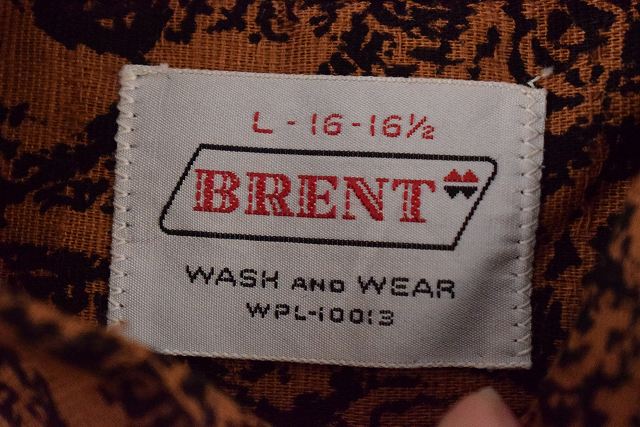 L - 16 - 16½
BRENT
WASH AND WEAR
WPL-10013